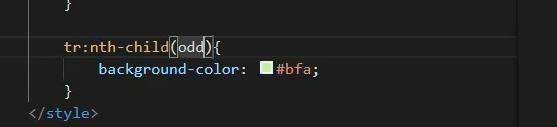 }
tr:nth-child(odd){
background-color: #bfa;
}
</style>